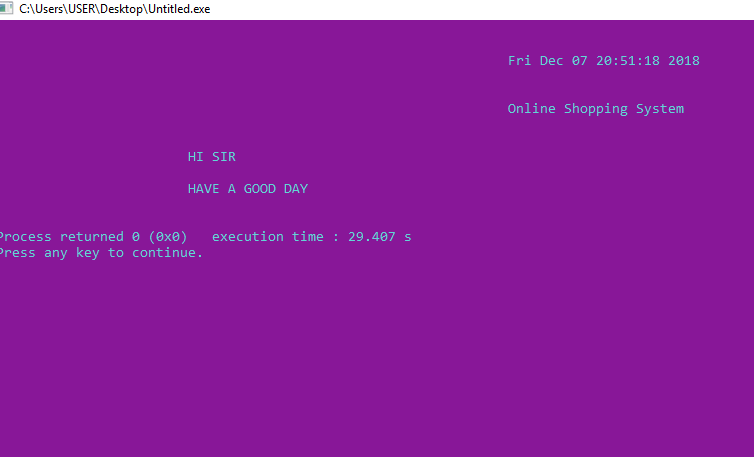 C:\Users\USER\Desktop\Untitled.exe
Fri Dec 07 20:51:18 2018
Online Shopping System
HI SIR
HAVE A GOOD DAY
Process returned 0 (0x0)   execution time : 29.407 s
Press any key to continue.